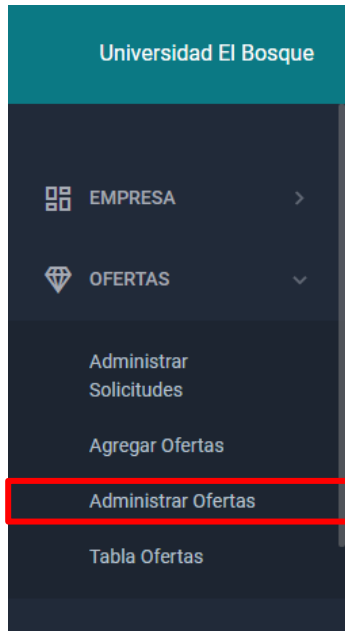 Universidad El Bosque
EMPRESA
OFERTAS
Administrar
Solicitudes
Agregar Ofertas
Administrar Ofertas
Tabla Ofertas